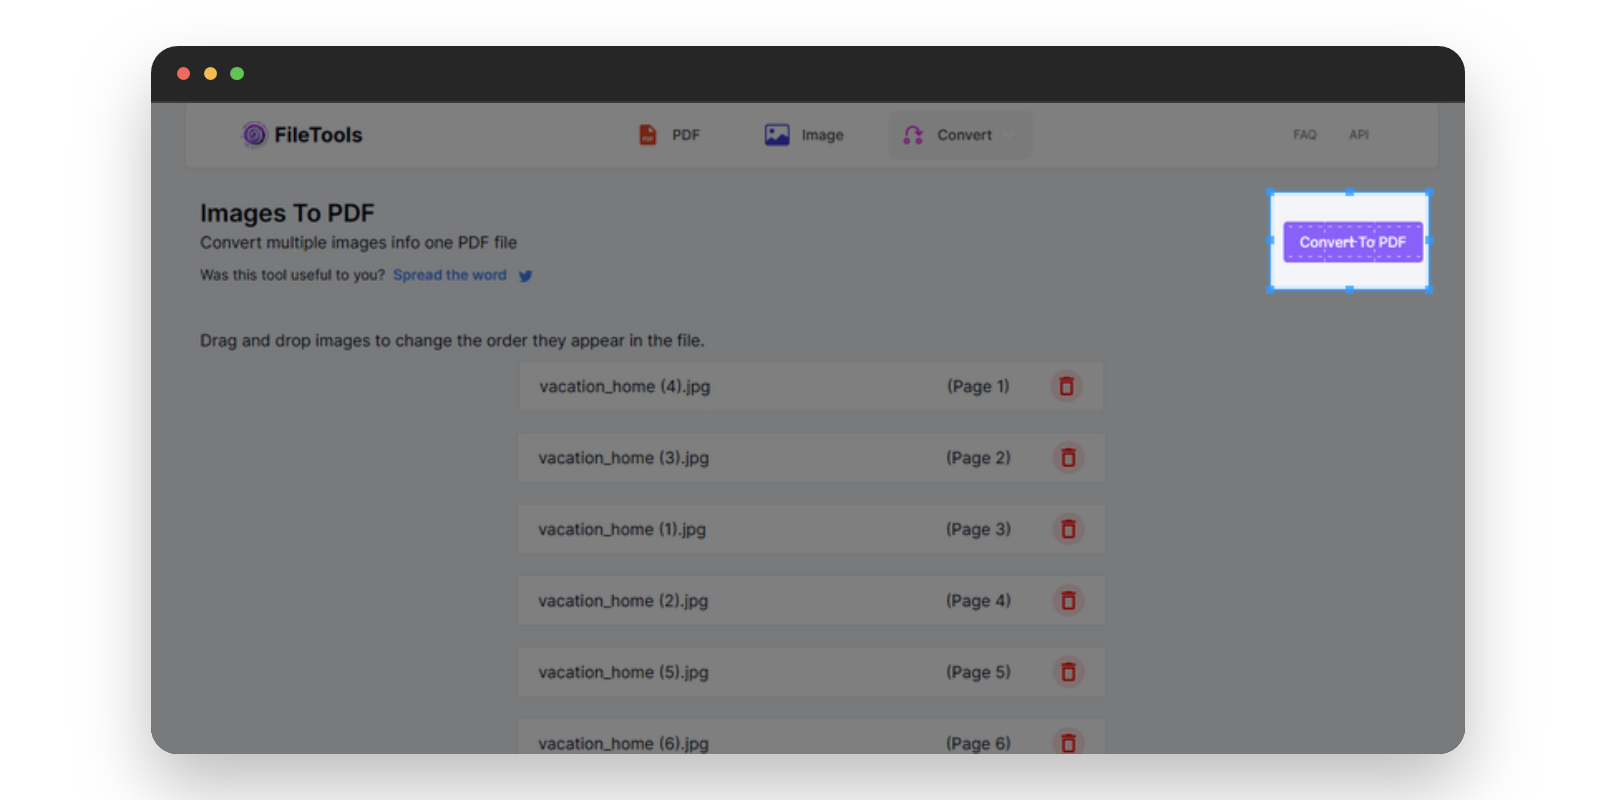 FileTools PDF Image Convert FAQ API
Images To PDF
Convert To PDF
Convert multiple images info one PDF file
Was this tool useful to you? Spread the word
Drag and drop images to change the order they appear in the file.
vacation_home (4).jpg (Page 1)
vacation_home (3).jpg (Page 2)
vacation_home (1).jpg (Page 3)
vacation_home (2).jpg (Page 4)
vacation_home (5).jpg (Page 5)
vacation_home (6).jpg (Page 6)